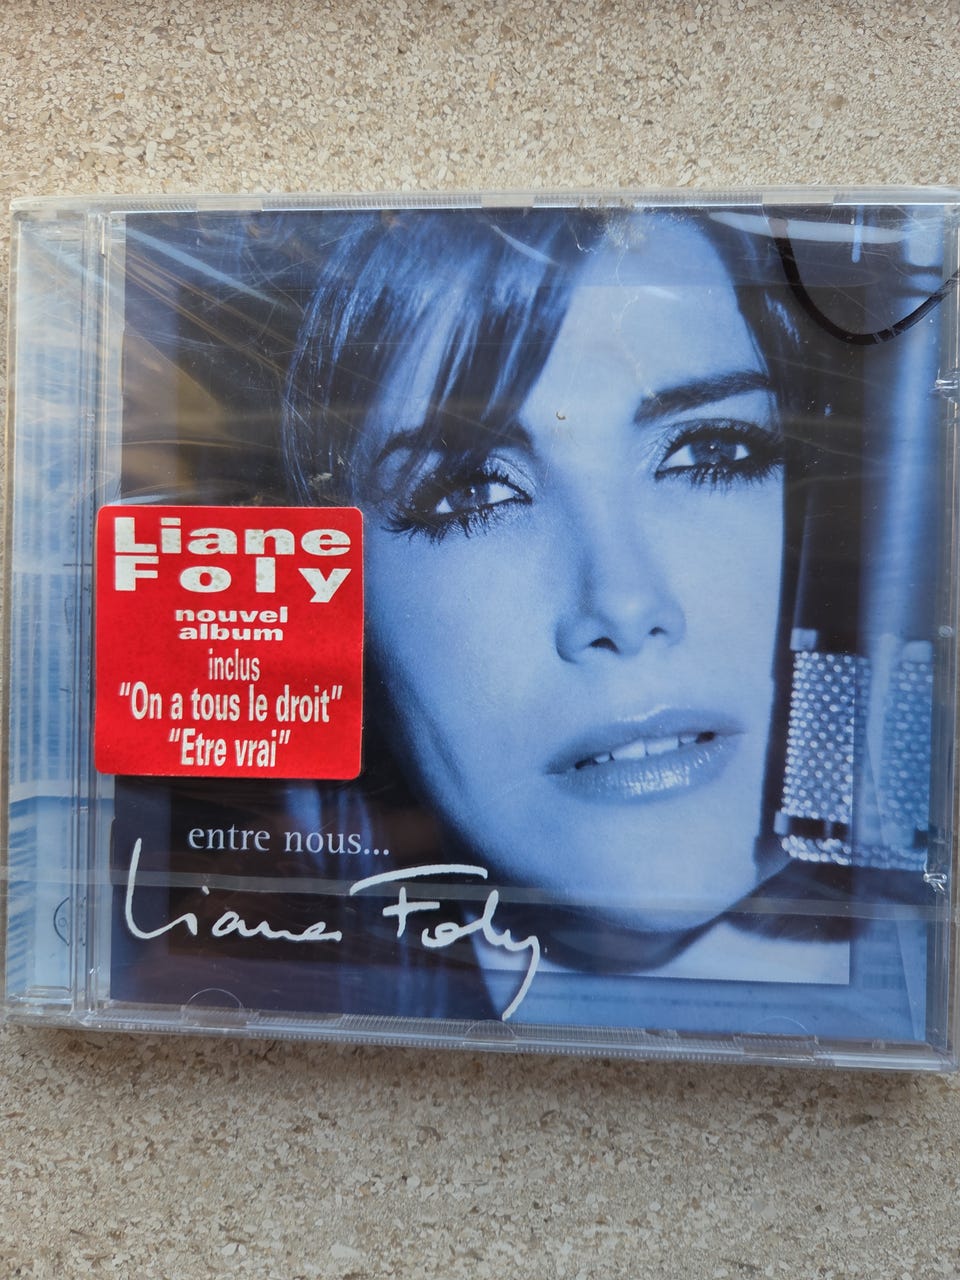 Liane
Foly
nouvel
album
inclus
"On a tous le droit"
"Etre vrai"
entre nous...
Liane Foly